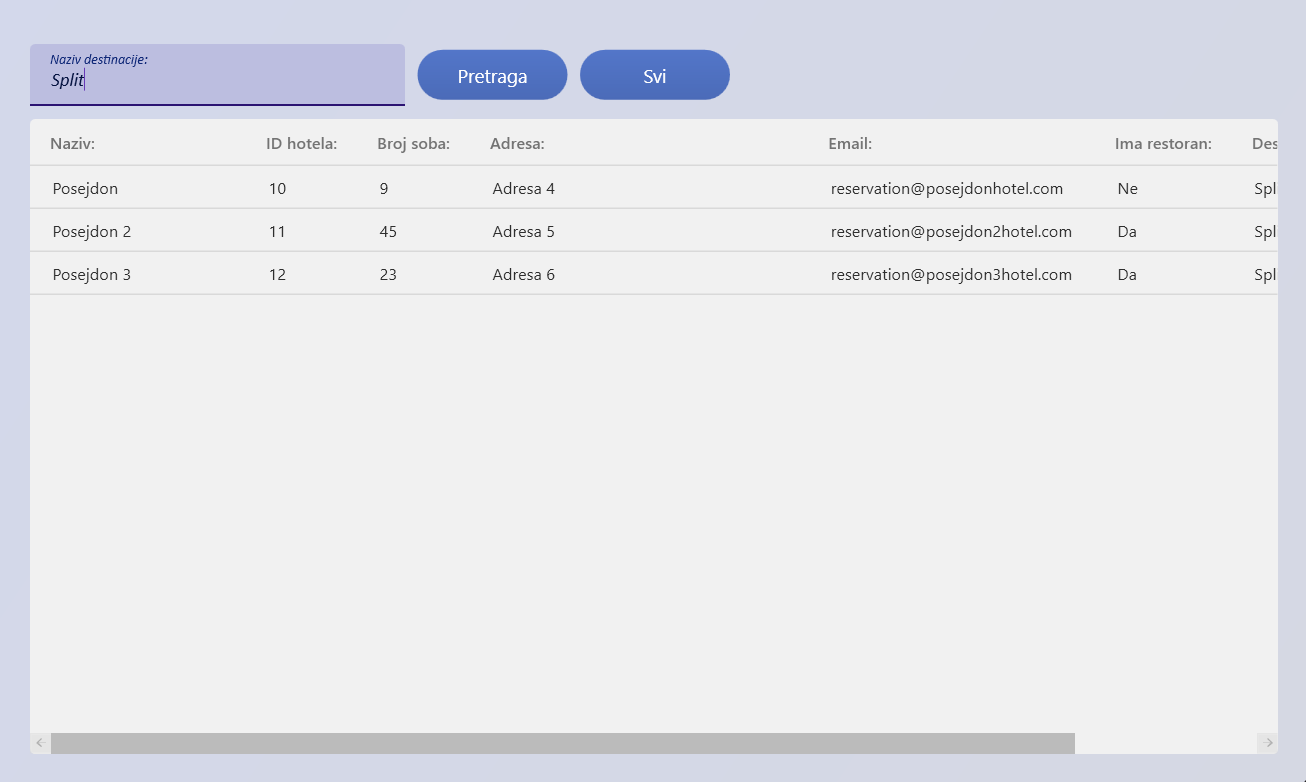 Naziv destinacije:
Split
Pretraga Svi
Naziv: ID hotela: Broj soba: Adresa: Email: Ima restoran: Des
Posejdon 10 9 Adresa 4 reservation@posejdonhotel.com Ne Spl
Posejdon 2 11 45 Adresa 5 reservation@posejdon2hotel.com Da Spl
Posejdon 3 12 23 Adresa 6 reservation@posejdon3hotel.com Da Spl